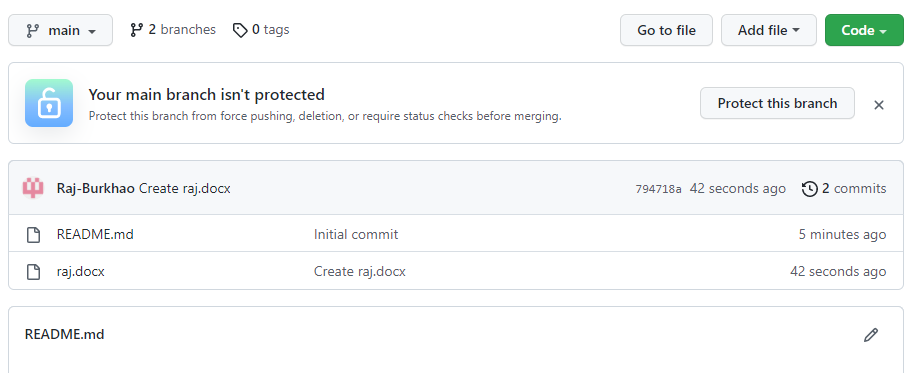 main 2 branches 0 tags Go to file Add file Code
Your main branch isn't protected
Protect this branch from force pushing, deletion, or require status checks before merging.
Protect this branch
Raj-Burkhao Create raj.docx 794718a 42 seconds ago 2 commits
README.md Initial commit 5 minutes ago
raj.docx Create raj.docx 42 seconds ago
README.md